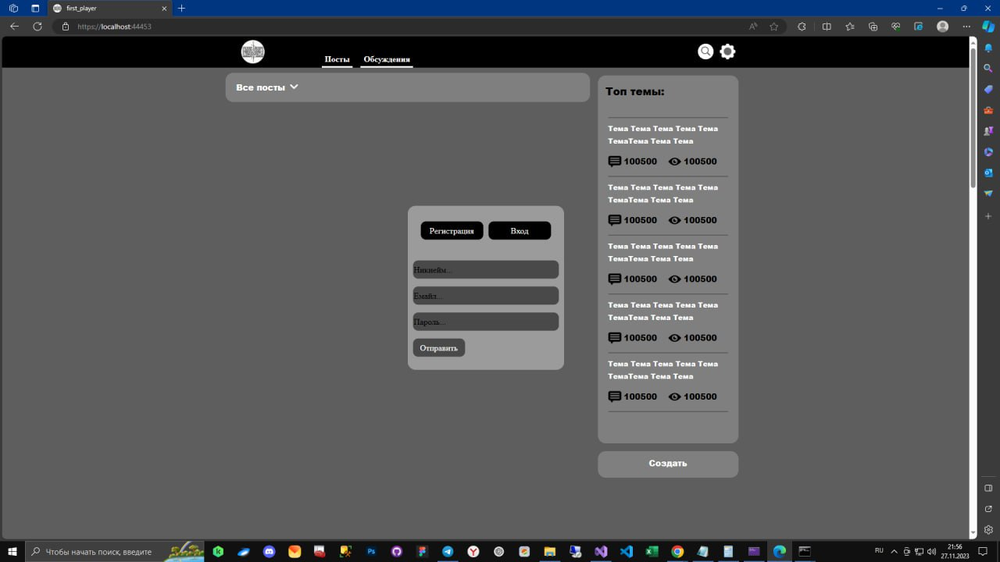 first_player
https://localhost:44453
Посты
Обсуждения
Все посты
Топ темы:
Тема Тема Тема Тема Тема
ТемаТема Тема Тема
100500 100500
Тема Тема Тема Тема Тема
ТемаТема Тема Тема
100500 100500
Тема Тема Тема Тема Тема
ТемаТема Тема Тема
100500 100500
Тема Тема Тема Тема Тема
ТемаТема Тема Тема
100500 100500
Тема Тема Тема Тема Тема
ТемаТема Тема Тема
100500 100500
Создать
Регистрация
Вход
Никнейм...
Емайл...
Пароль...
Отправить
Чтобы начать поиск, введите
RU
21:56
27.11.2023